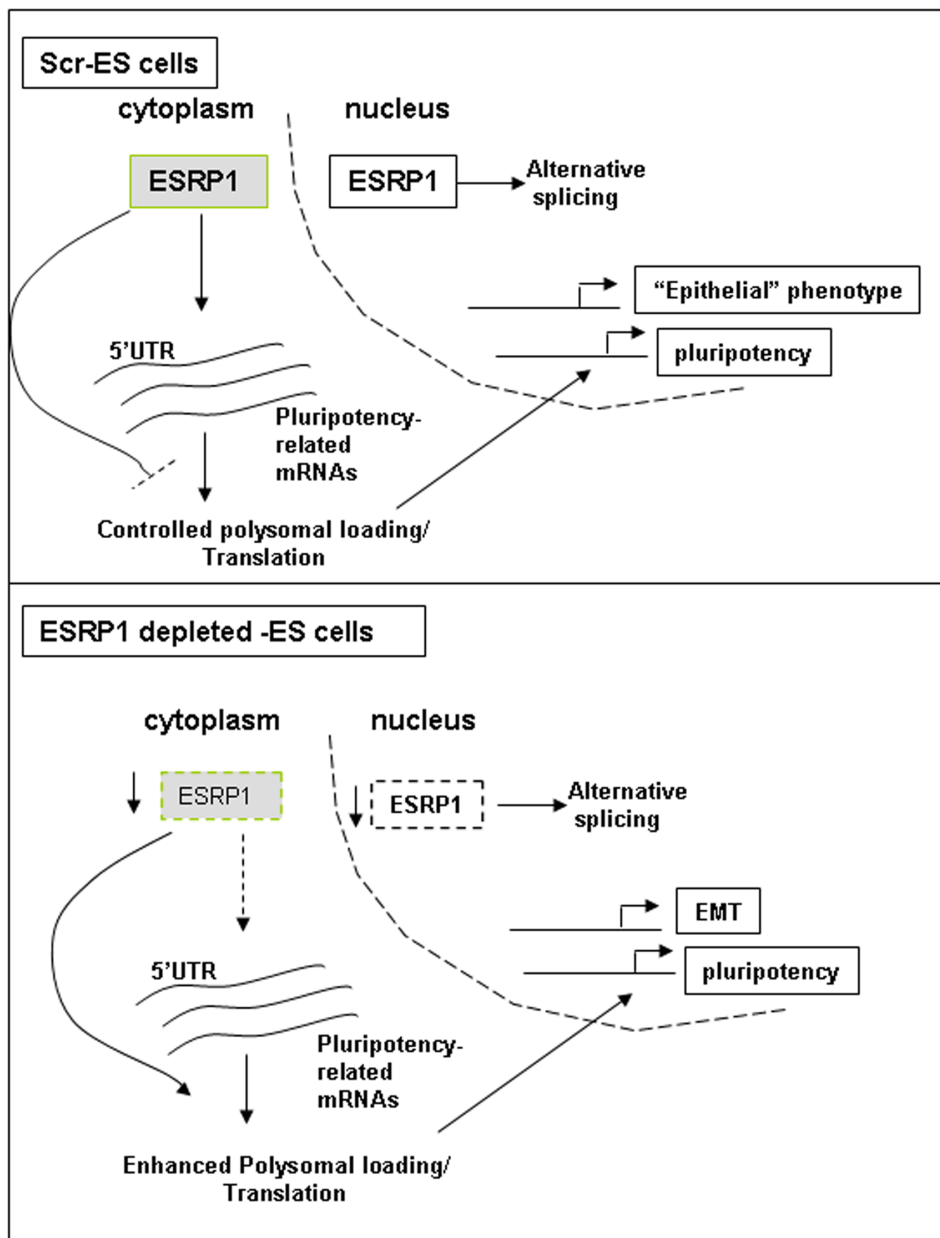 Scr-ES cells
cytoplasm
nucleus
ESRP1
ESRP1
Alternative
splicing
“Epithelial” phenotype
pluripotency
5’UTR
Pluripotency-
related
mRNAs
Controlled polysomal loading/
Translation
ESRP1 depleted -ES cells
cytoplasm
nucleus
ESRP1
ESRP1
Alternative
splicing
EMT
pluripotency
5’UTR
Pluripotency-
related
mRNAs
Enhanced Polysomal loading/
Translation